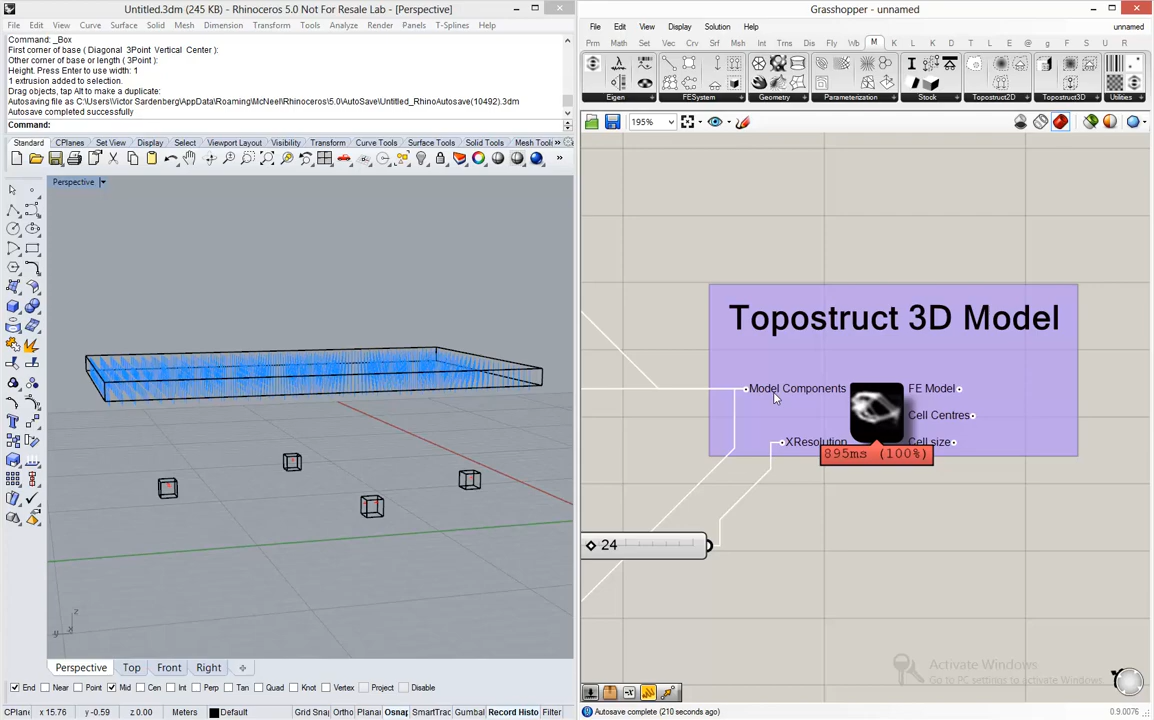 Untitled.3dm (245 KB) - Rhinoceros 5.0 Not For Resale Lab - [Perspective]
File Edit View Curve Surface Solid Mesh Dimension Transform Tools Analyze Render Panels T-Splines Help
Command: _Box
First corner of base ( Diagonal 3Point Vertical Center ):
Other corner of base or length ( 3Point ):
Height. Press Enter to use width: 1
1 extrusion added to selection.
Drag objects, tap Alt to make a duplicate:
Autosaving file as C:\Users\Victor Sardenberg\AppData\Roaming\McNeel\Rhinoceros\5.0\AutoSave\Untitled_RhinoAutosave(10492).3dm
Autosave completed successfully
Command:
Standard CPlanes Set View Display Select Viewport Layout Visibility Transform Curve Tools Surface Tools Mesh Tools
Perspective
z
x
y
Perspective Top Front Right
End Near Point Mid Cen Int Perp Tan Quad Knot Vertex Project Disable
CPlane x 15.76 y -0.59 z 0.00 Meters Default Grid Snap Ortho Planar Osnap SmartTrac Gumbal Record Histo Filter
Grasshopper - unnamed
File Edit View Display Solution Help unnamed
Prm Math Set Vec Crv Srf Msh Int Trns Dis Fly Wb M K L K D E T L E @ g F S U R
Eigen FESystem Geometry Parameterization Stock Topostruct2D Topostruct3D Utilities
195%
Topostruct 3D Model
Model Components FE Model
Cell Centres
XResolution Cell size
895ms (100%)
24
Activate Windows
Go to PC settings to activate Windows.
Autosave complete (210 seconds ago) 0.9.0076